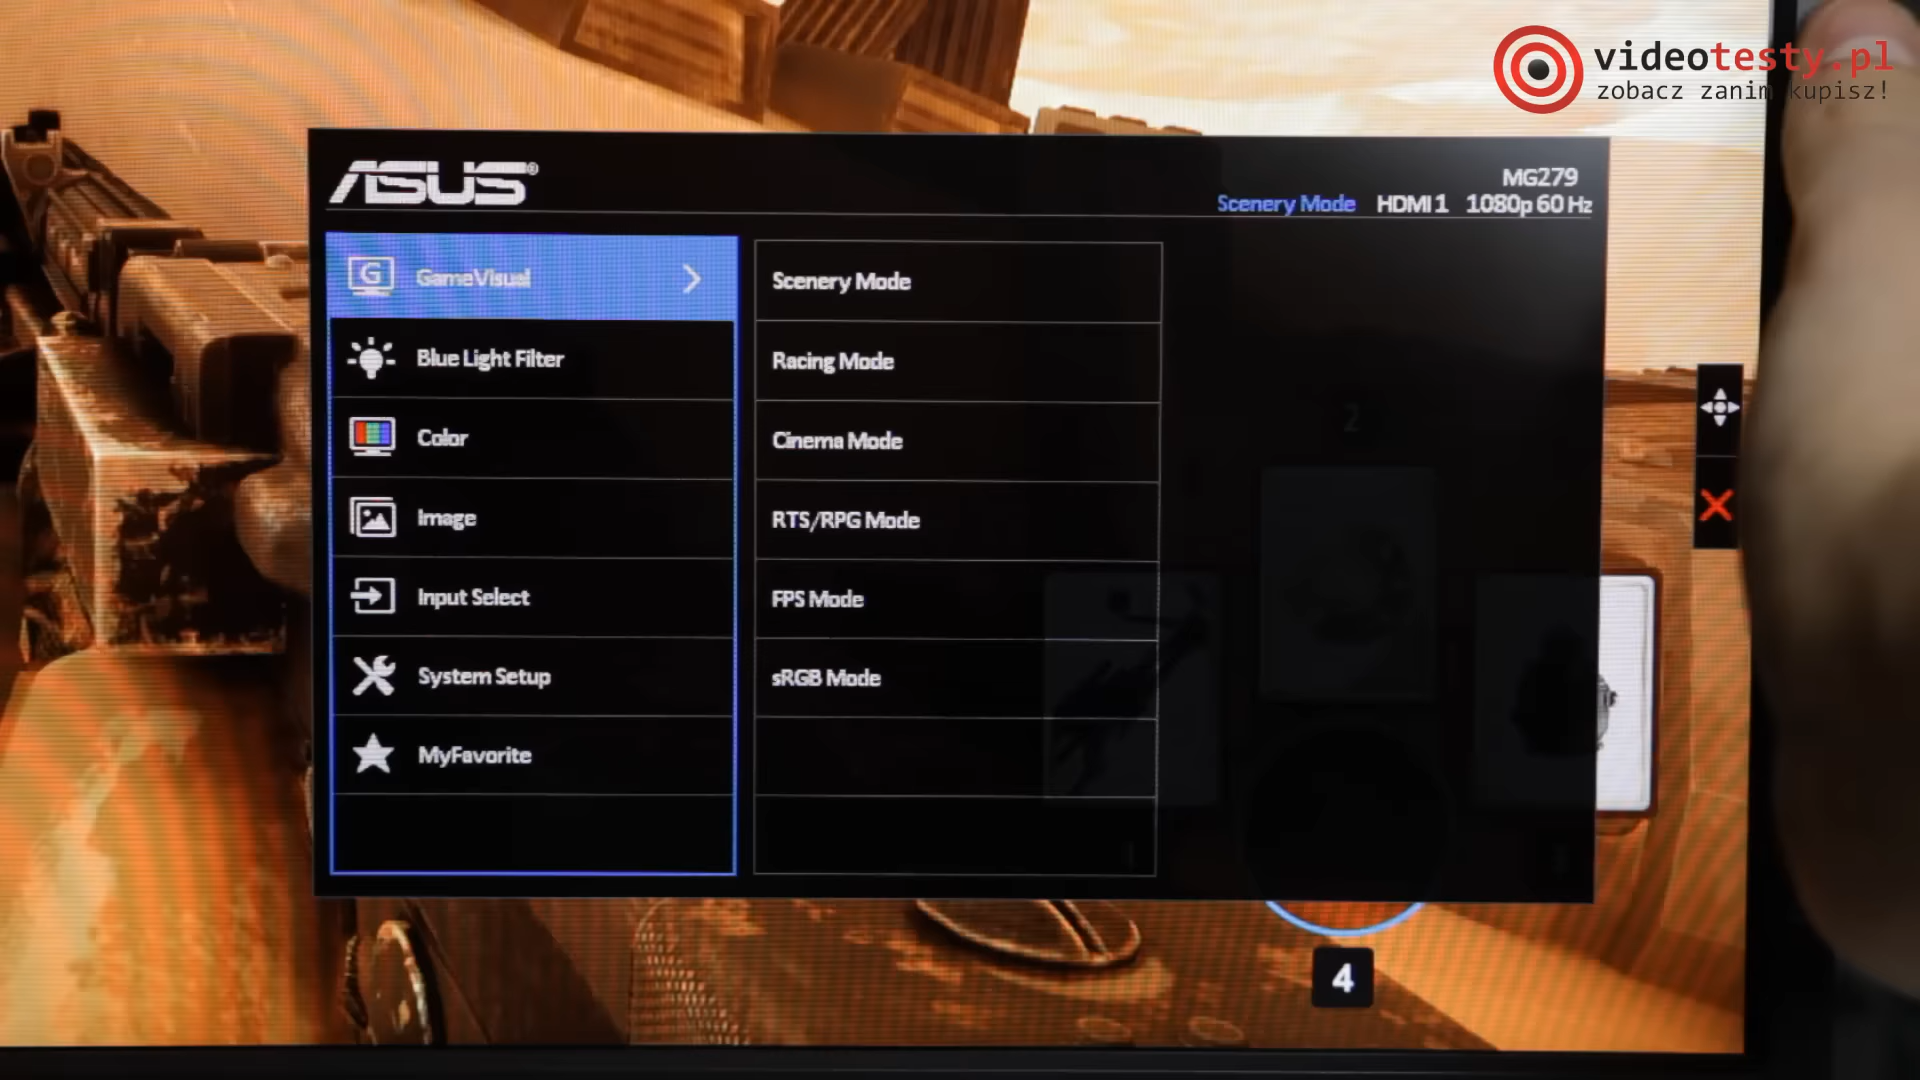 videotesty.pl
zobacz zanim kupisz!
ASUS
MG279
Scenery Mode HDMI 1 1080p 60 Hz
GameVisual
Blue Light Filter
Color
Image
Input Select
System Setup
MyFavorite
Scenery Mode
Racing Mode
Cinema Mode
RTS/RPG Mode
FPS Mode
sRGB Mode
2
4